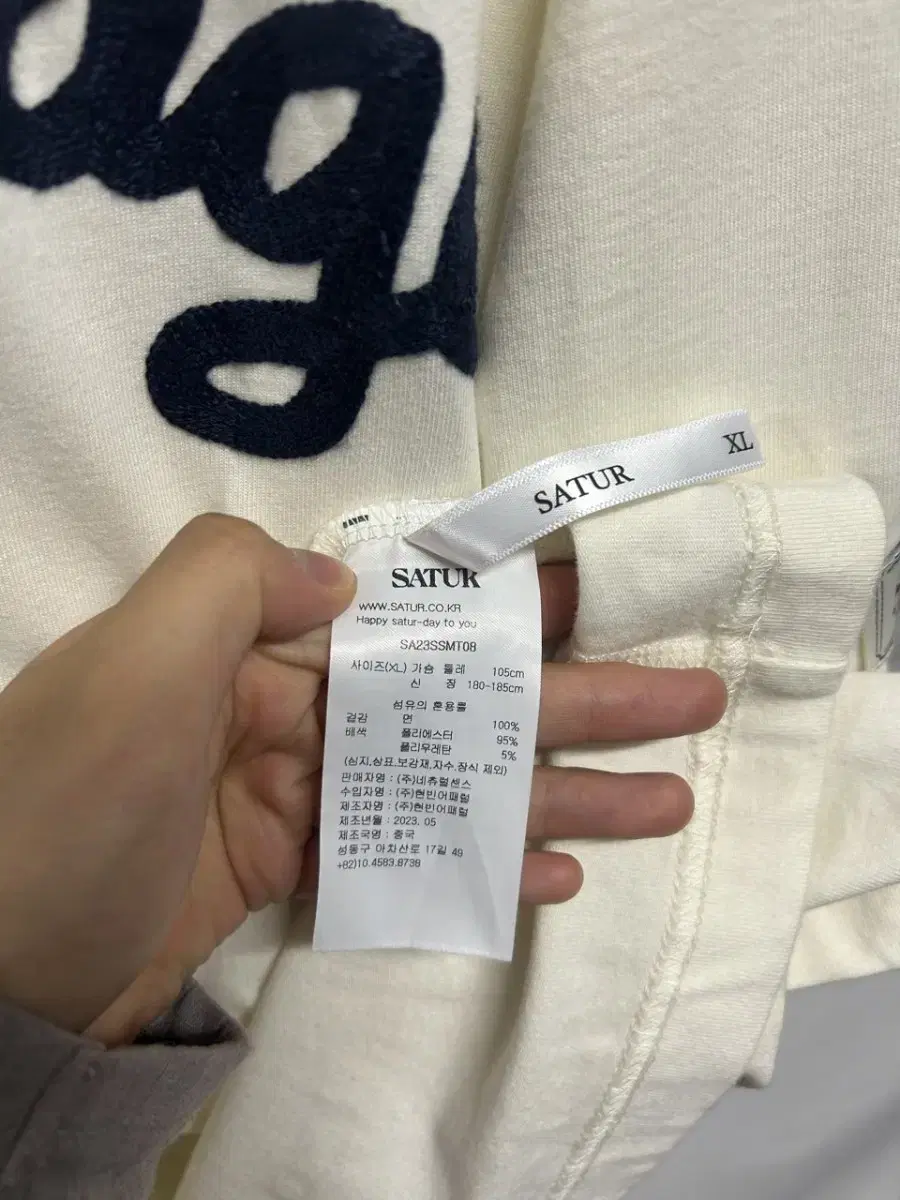 SATUR XL
SATUR
WWW.SATUR.CO.KR
Happy satur-day to you
SA23SSMT08
사이즈(XL) 가슴 둘레 105cm
신 장 180-185cm
섬유의 혼용률
겉감 면 100%
배색 폴리에스터 95%
폴리우레탄 5%
(심지,상표,보강재,자수,장식 제외)
판매자명 : (주)네츄럴센스
수입자명 : (주)현빈어패럴
제조자명 : (주)현빈어패럴
제조년월 : 2023. 05
제조국명 : 중국
성동구 아차산로 17길 49
+82)10.4583.8738